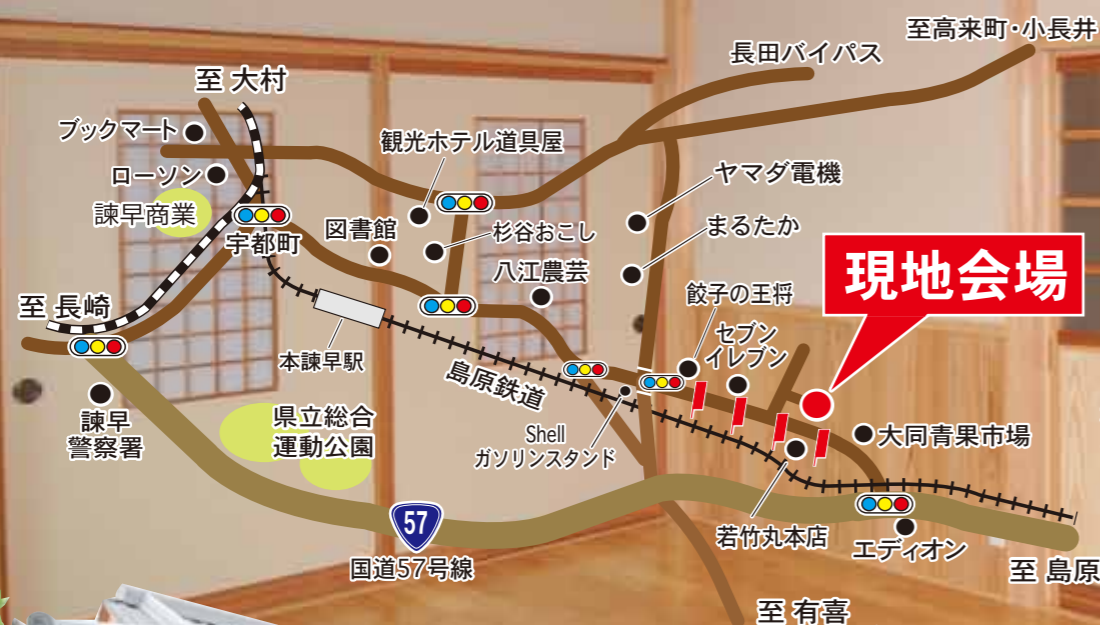 至高来町・小長井
長田バイパス
至 大村
ブックマート
観光ホテル道具屋
ローソン
ヤマダ電機
諫早商業
宇都町
図書館
杉谷おこし
まるたか
八江農芸
現地会場
至 長崎
餃子の王将
セブン
イレブン
本諫早駅
島原鉄道
諫早
警察署
県立総合
運動公園
Shell
ガソリンスタンド
大同青果市場
57
国道57号線
若竹丸本店
エディオン
至 島原
至 有喜